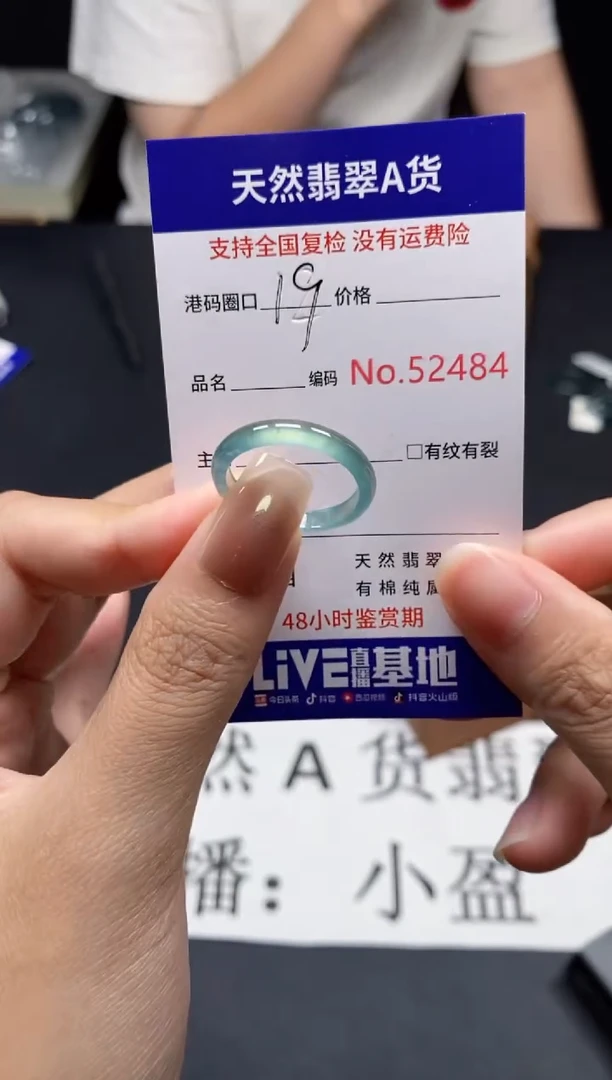 天然翡翠A货
支持全国复检 没有运费险
港码圈口 19 价格
品名 编码 No.52484
主 □有纹有裂
天然翡翠
有棉纯属
48小时鉴赏期
LiVE直播基地
今日头条 抖音 西瓜视频 抖音火山版
然 A 货翡
播：小盈